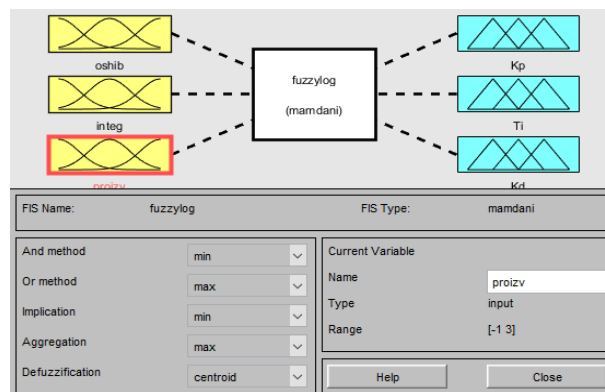 oshib
Kp
fuzzylog
(mamdani)
integ
Ti
proizv
Kd
FIS Name: fuzzylog FIS Type: mamdani
And method min
Or method max
Implication min
Aggregation max
Defuzzification centroid
Current Variable
Name proizv
Type input
Range [-1 3]
Help Close